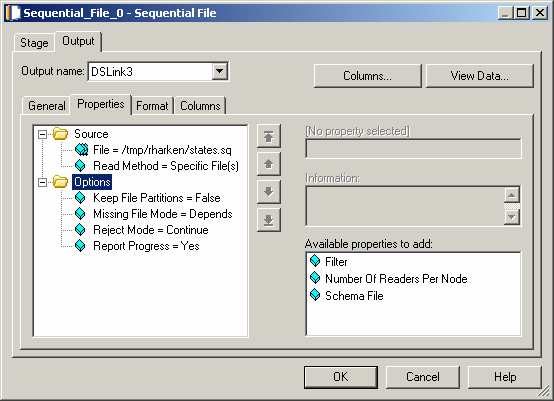 Sequential_File_0 - Sequential File
Stage Output
Output name: DSLink3 Columns... View Data...
General Properties Format Columns
Source
File = /tmp/rharken/states.sq
Read Method = Specific File(s)
Options
Keep File Partitions = False
Missing File Mode = Depends
Reject Mode = Continue
Report Progress = Yes
[No property selected]
Information:
Available properties to add:
Filter
Number Of Readers Per Node
Schema File
OK Cancel Help